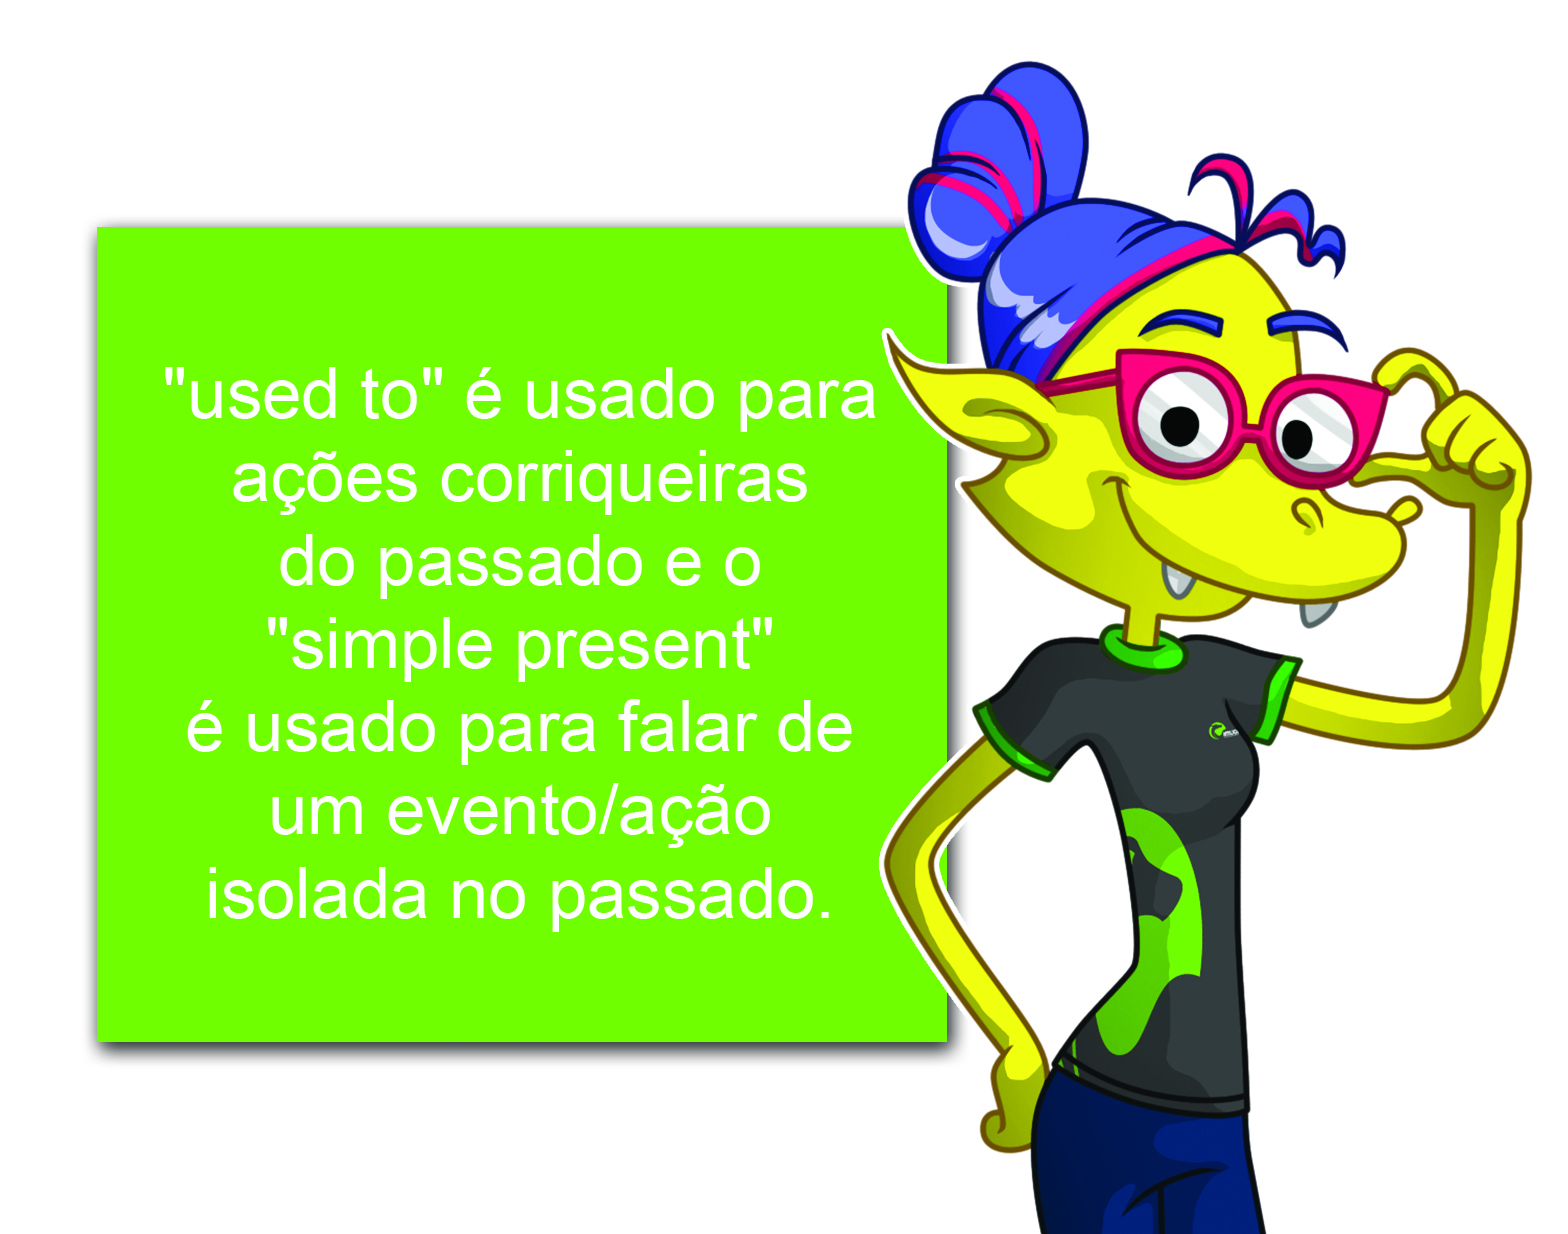 "used to" é usado para
ações corriqueiras
do passado e o
"simple present"
é usado para falar de
um evento/ação
isolada no passado.